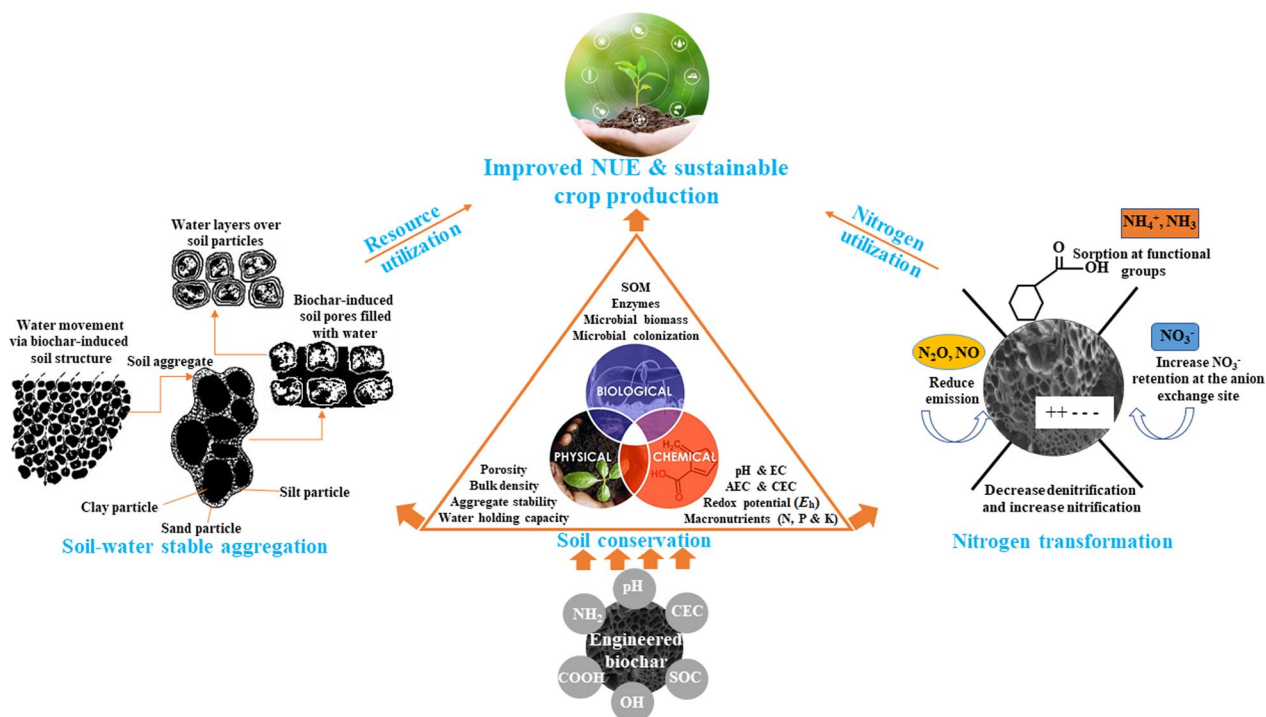 Improved NUE & sustainable
crop production
Resource
utilization
Nitrogen
utilization
Water layers over
soil particles
Biochar-induced
soil pores filled
with water
Water movement
via biochar-induced
soil structure
Soil aggregate
Clay particle
Silt particle
Sand particle
Soil-water stable aggregation
SOM
Enzymes
Microbial biomass
Microbial colonization
BIOLOGICAL
PHYSICAL
CHEMICAL
H₂C
HO
O
Porosity
Bulk density
Aggregate stability
Water holding capacity
pH & EC
AEC & CEC
Redox potential (Eh)
Macronutrients (N, P & K)
Soil conservation
pH
NH₂
CEC
Engineered
biochar
COOH
SOC
OH
NH₄⁺, NH₃
O
OH
Sorption at functional
groups
N₂O, NO
Reduce
emission
NO₃⁻
Increase NO₃⁻
retention at the anion
exchange site
++ - - -
Decrease denitrification
and increase nitrification
Nitrogen transformation